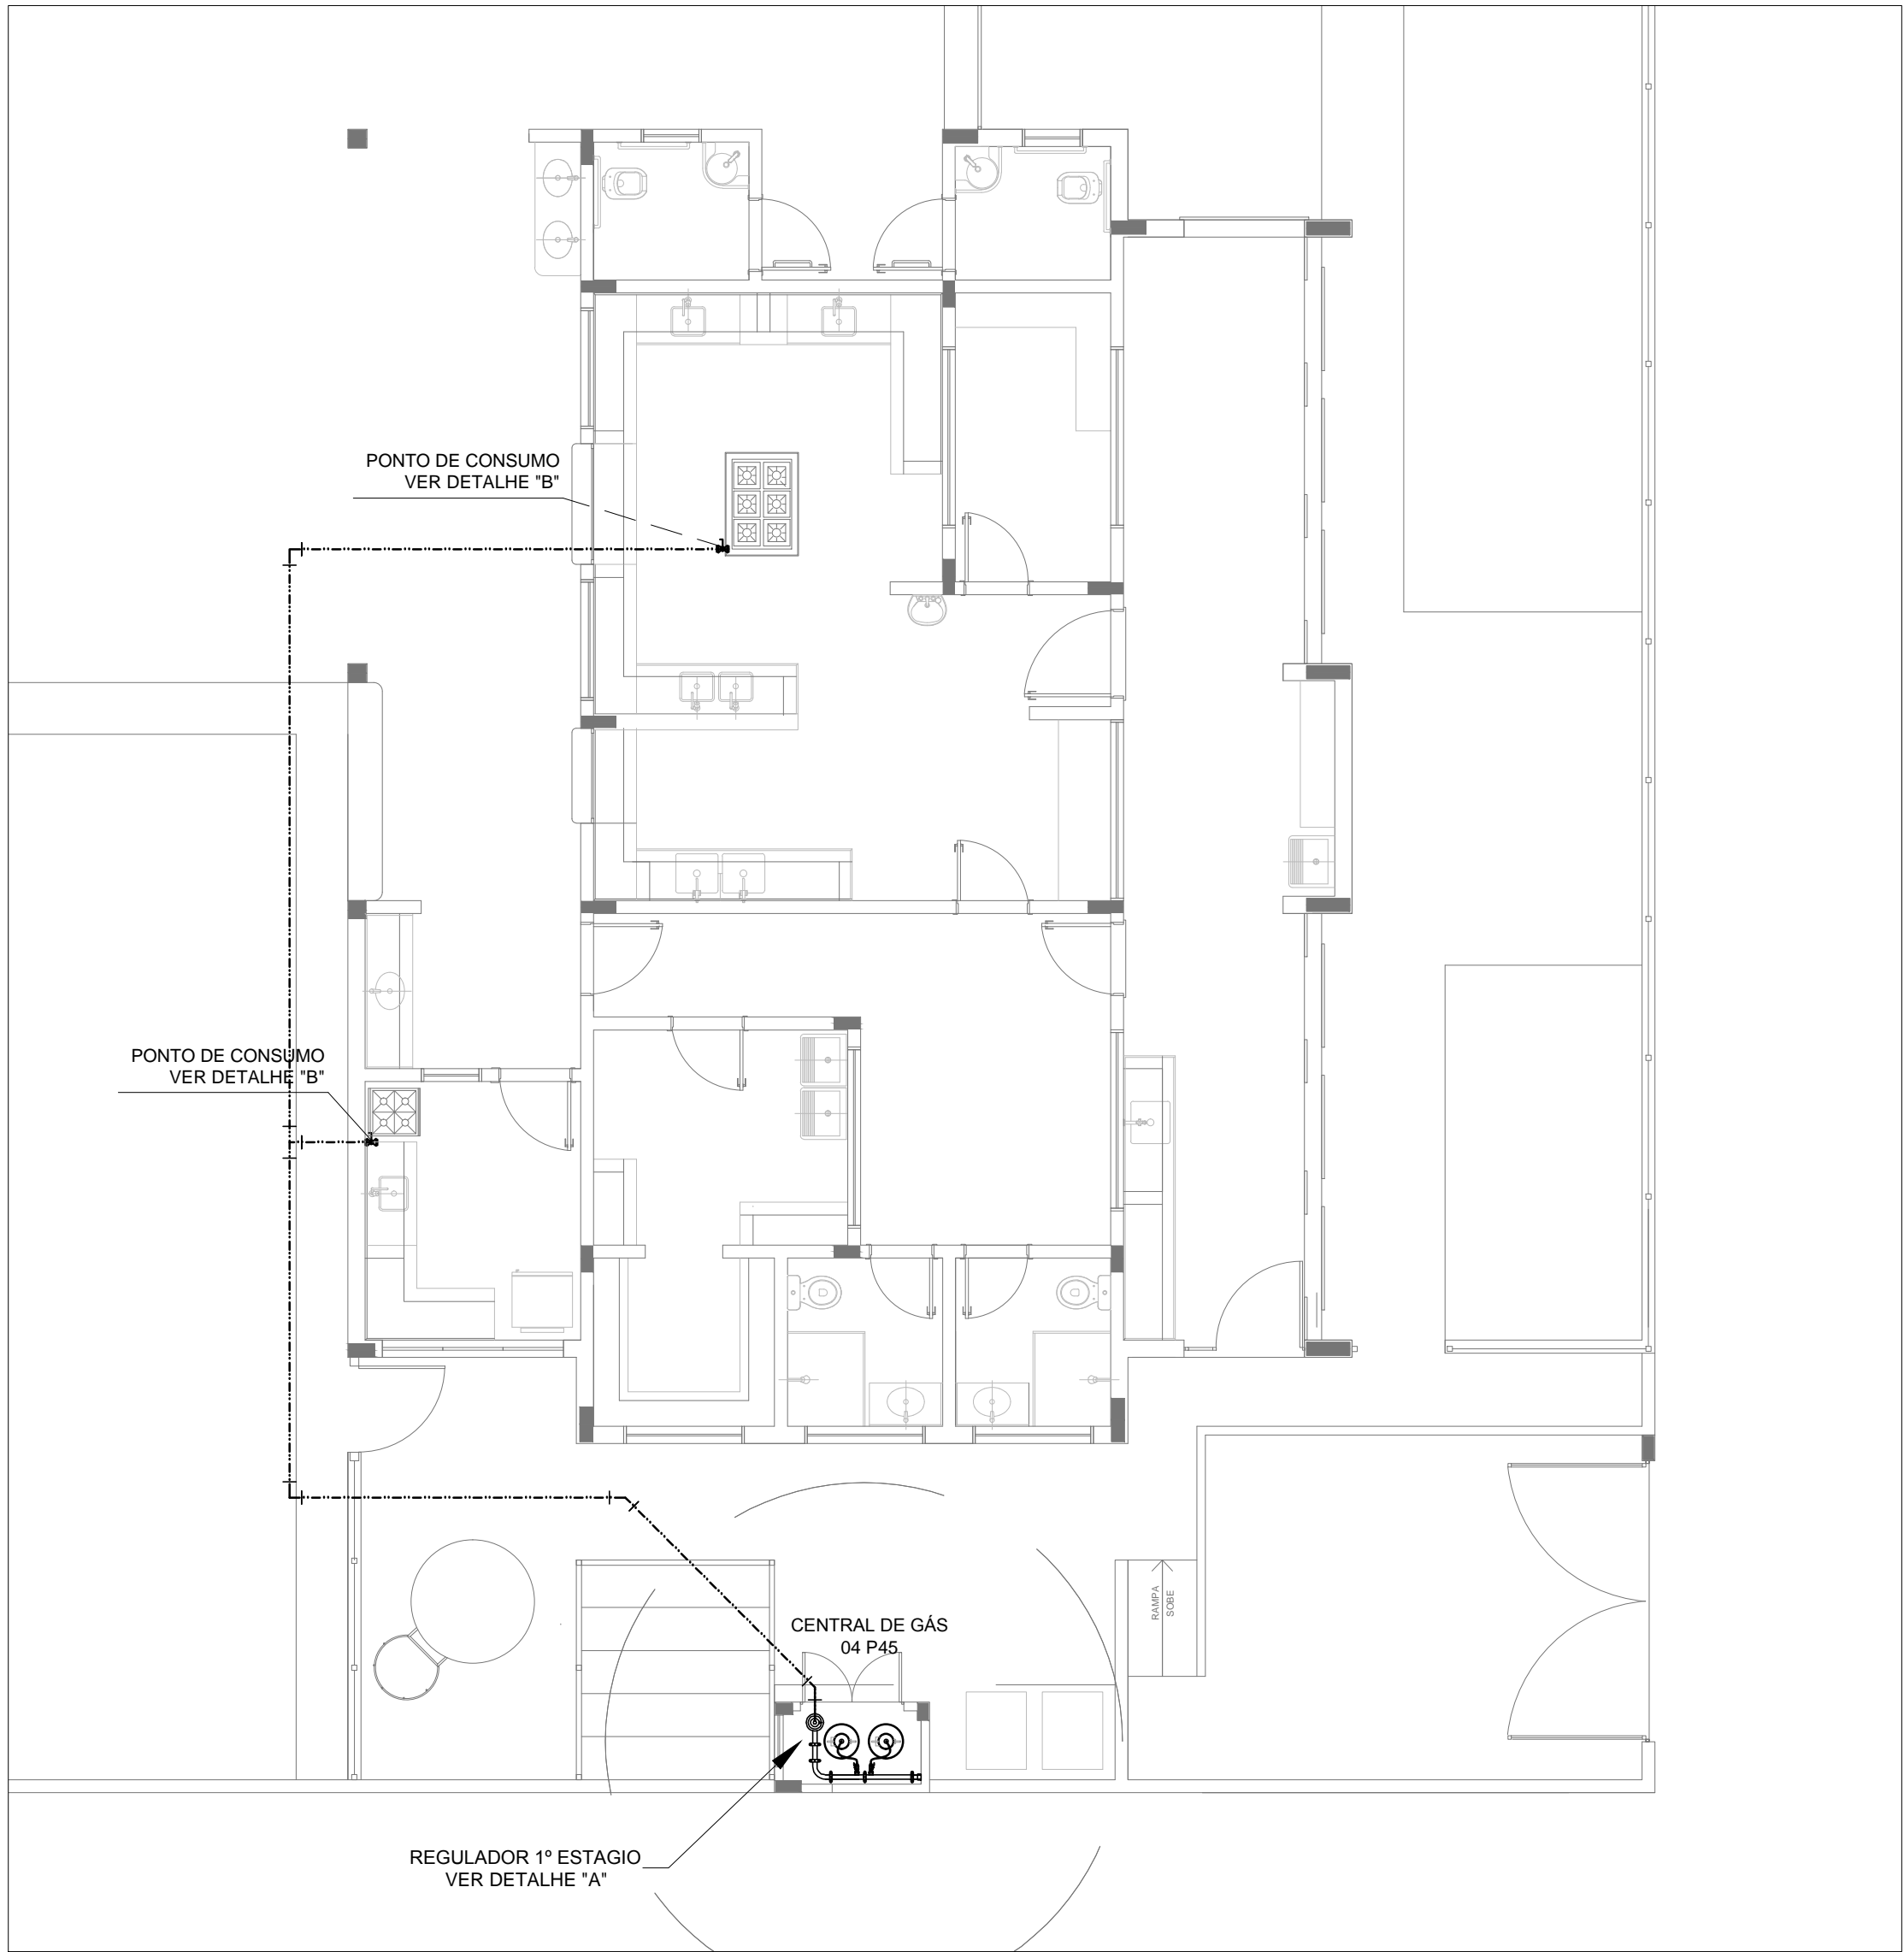 PONTO DE CONSUMO
VER DETALHE "B"
PONTO DE CONSUMO
VER DETALHE "B"
RAMPA
SOBE
CENTRAL DE GÁS
04 P45
REGULADOR 1º ESTAGIO
VER DETALHE "A"